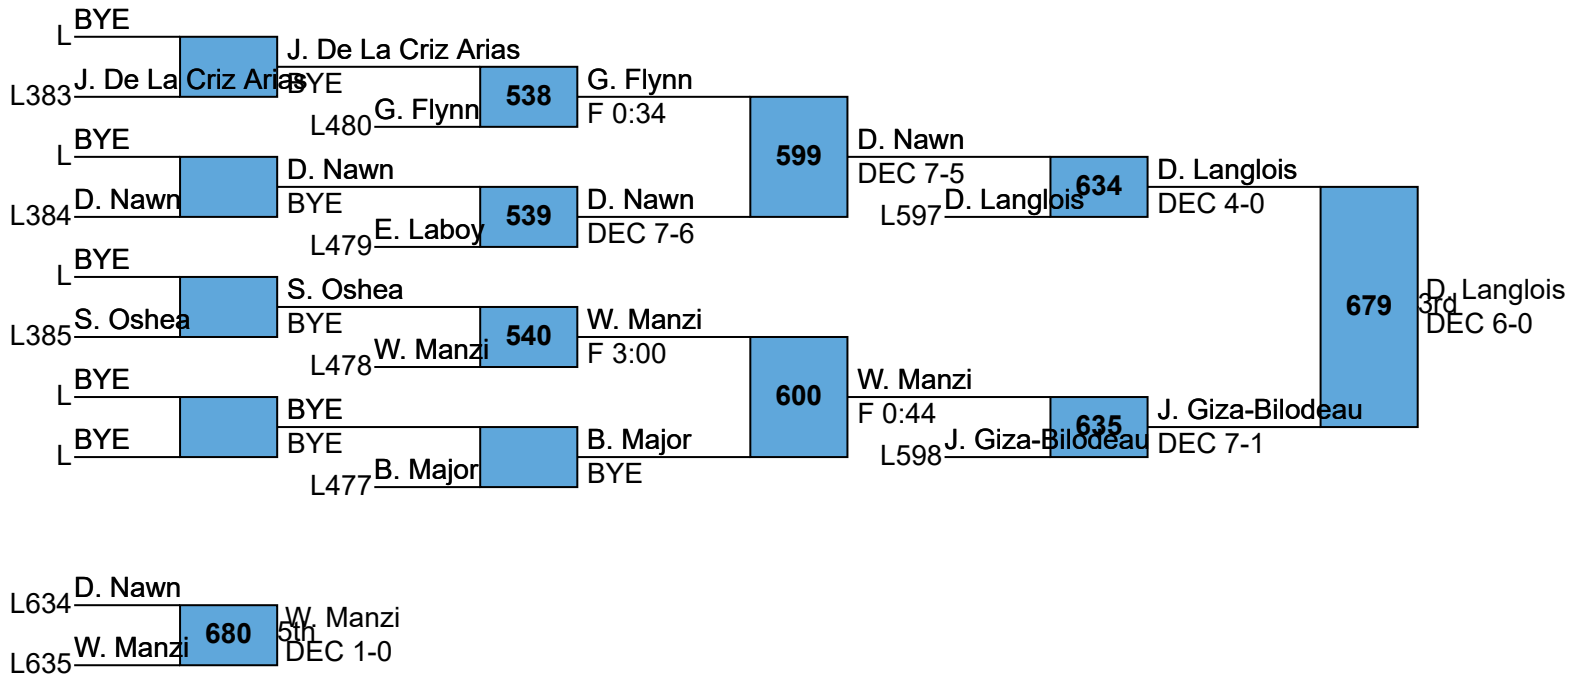 BYE
L
J. De La Criz Arias
L383
J. De La Criz Arias
BYE
L480
G. Flynn
538
G. Flynn
F 0:34
BYE
L
D. Nawn
L384
D. Nawn
BYE
L479
E. Laboy
539
D. Nawn
DEC 7-6
599
D. Nawn
DEC 7-5
L597
D. Langlois
634
D. Langlois
DEC 4-0
BYE
L
S. Oshea
L385
S. Oshea
BYE
L478
W. Manzi
540
W. Manzi
F 3:00
BYE
L
BYE
L
BYE
BYE
L477
B. Major
B. Major
BYE
600
W. Manzi
F 0:44
L598
J. Giza-Bilodeau
635
J. Giza-Bilodeau
DEC 7-1
679
D. Langlois
3rd
DEC 6-0
D. Nawn
L634
W. Manzi
L635
680
W. Manzi
5th
DEC 1-0